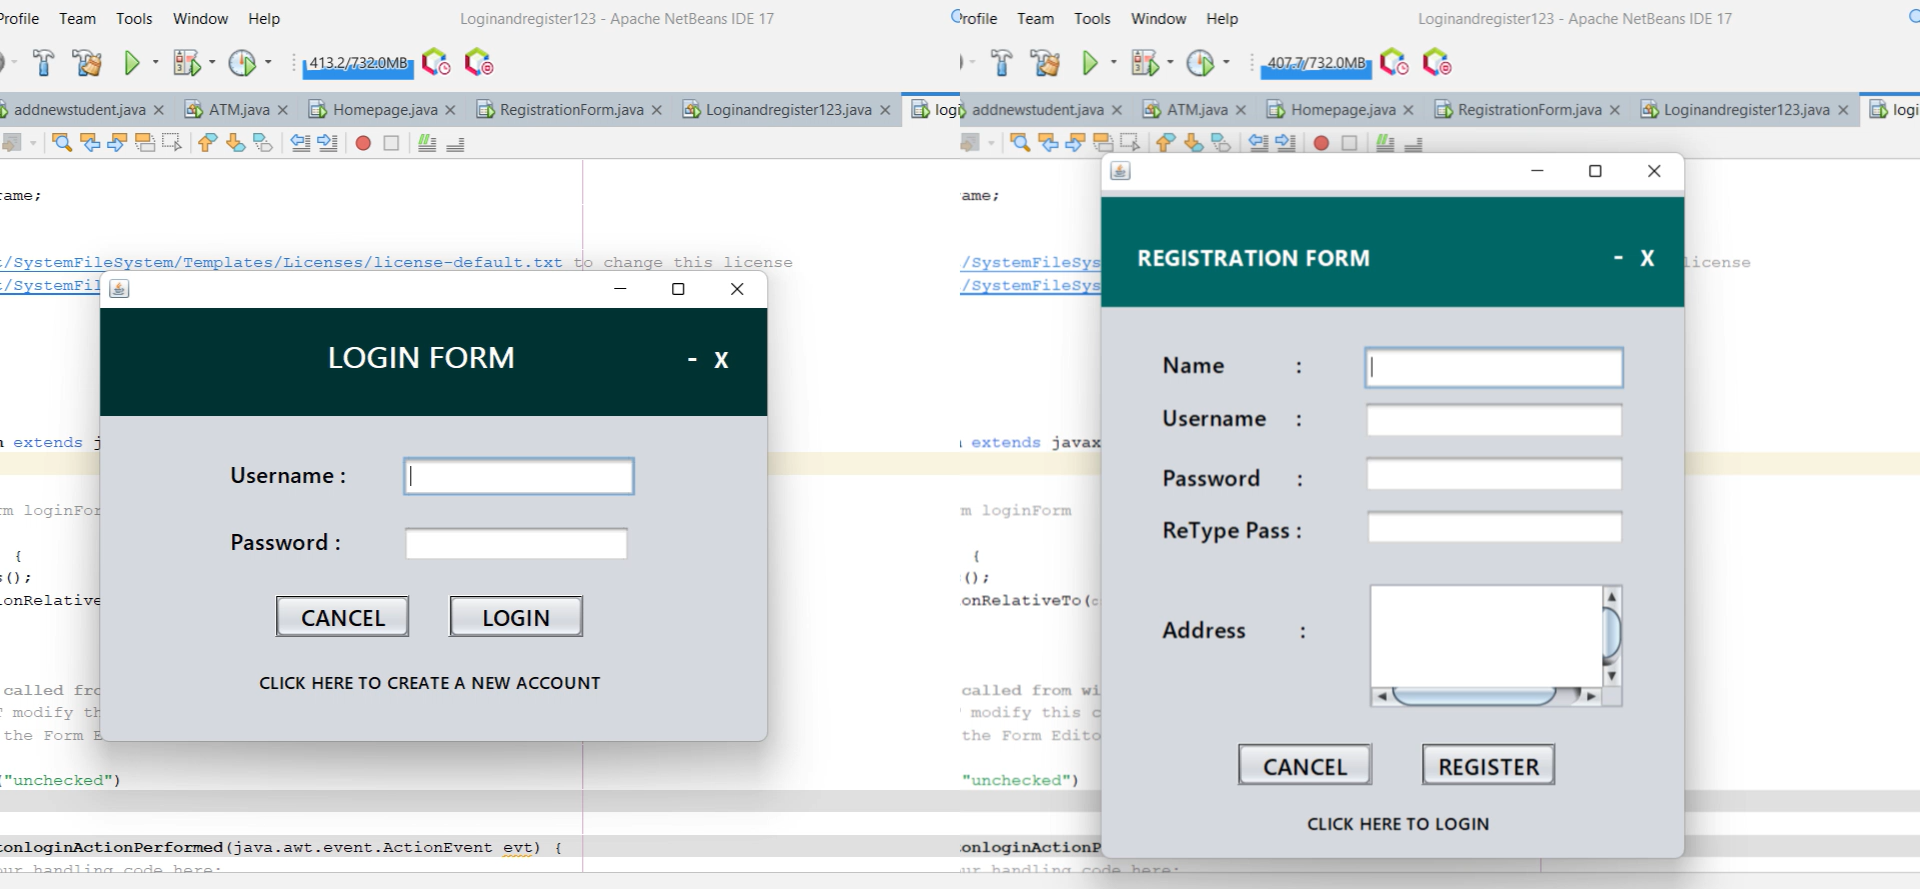 Profile Team Tools Window Help Loginandregister123 - Apache NetBeans IDE 17
413.2/732.0MB
addnewstudent.java ATM.java Homepage.java RegistrationForm.java Loginandregister123.java logi
ame;
t/SystemFileSystem/Templates/Licenses/license-default.txt to change this license
t/SystemFil
LOGIN FORM - X
n extends j
Username :
m loginFor
Password :
{
s();
onRelative
CANCEL LOGIN
CLICK HERE TO CREATE A NEW ACCOUNT
called fro
T modify th
the Form E
("unchecked")
tonloginActionPerformed(java.awt.event.ActionEvent evt) {
our handling code here:
Profile Team Tools Window Help Loginandregister123 - Apache NetBeans IDE 17
407.7/732.0MB
addnewstudent.java ATM.java Homepage.java RegistrationForm.java Loginandregister123.java logi
ame;
/SystemFileSys license
/SystemFileSys
REGISTRATION FORM - X
Name :
Username :
extends javax
Password :
m loginForm
ReType Pass :
{
();
onRelativeTo(c
Address :
called from wi
modify this c
the Form Edito
"unchecked")
CANCEL REGISTER
CLICK HERE TO LOGIN
onloginActionP
ur handling code here: